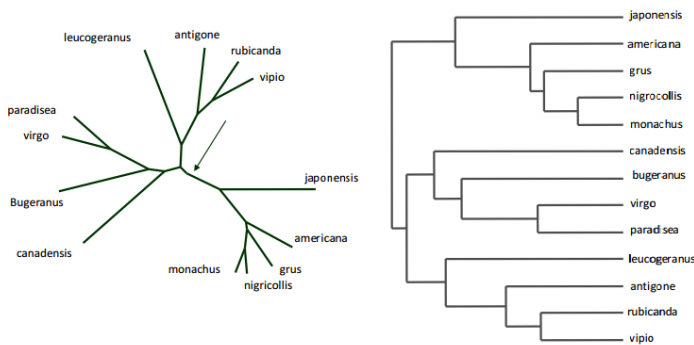 leucogeranus
antigone
rubicanda
vipio
paradisea
virgo
Bugeranus
canadensis
japonensis
americana
grus
nigricollis
monachus
japonensis
americana
grus
nigrocollis
monachus
canadensis
bugeranus
virgo
paradisea
leucogeranus
antigone
rubicanda
vipio